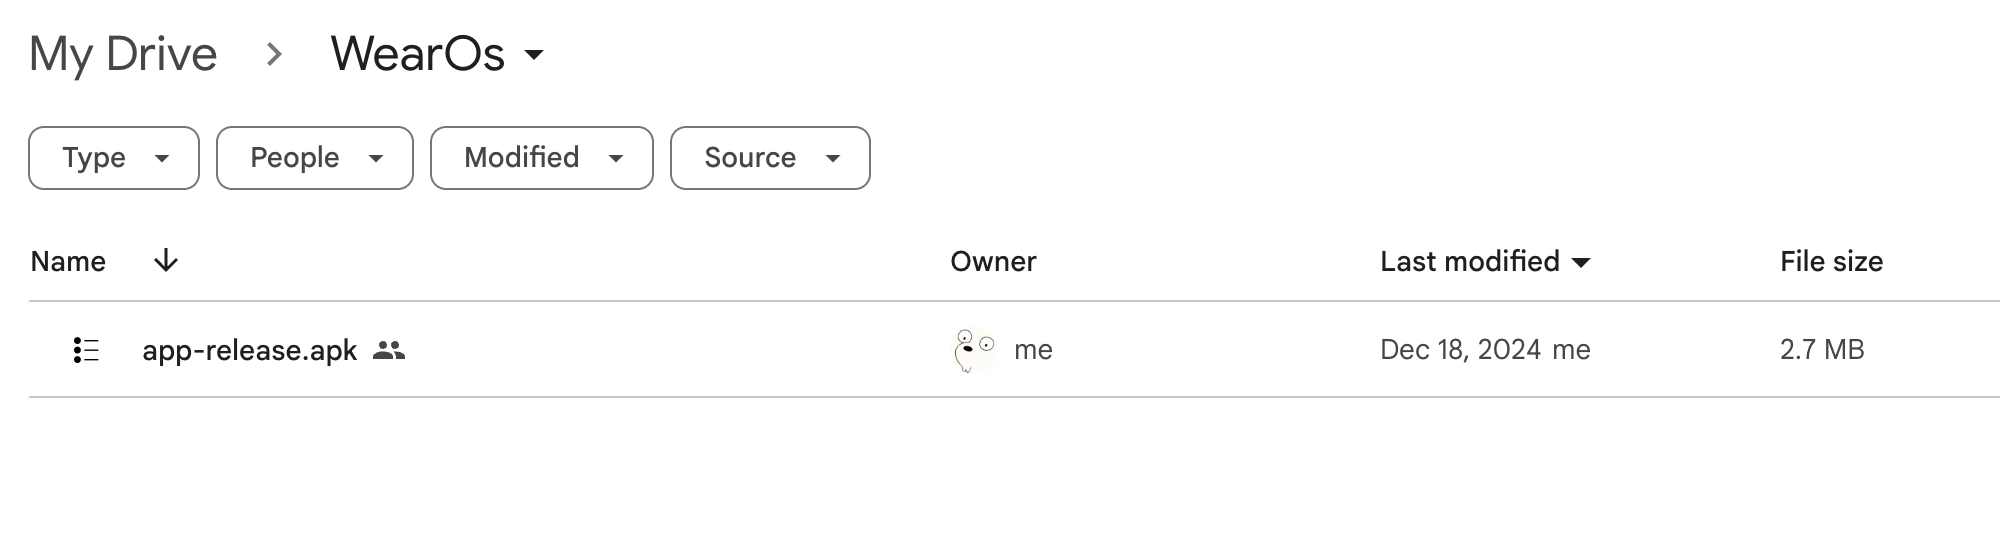 My Drive > WearOs
Type People Modified Source
Name Owner Last modified File size
app-release.apk me Dec 18, 2024 me 2.7 MB